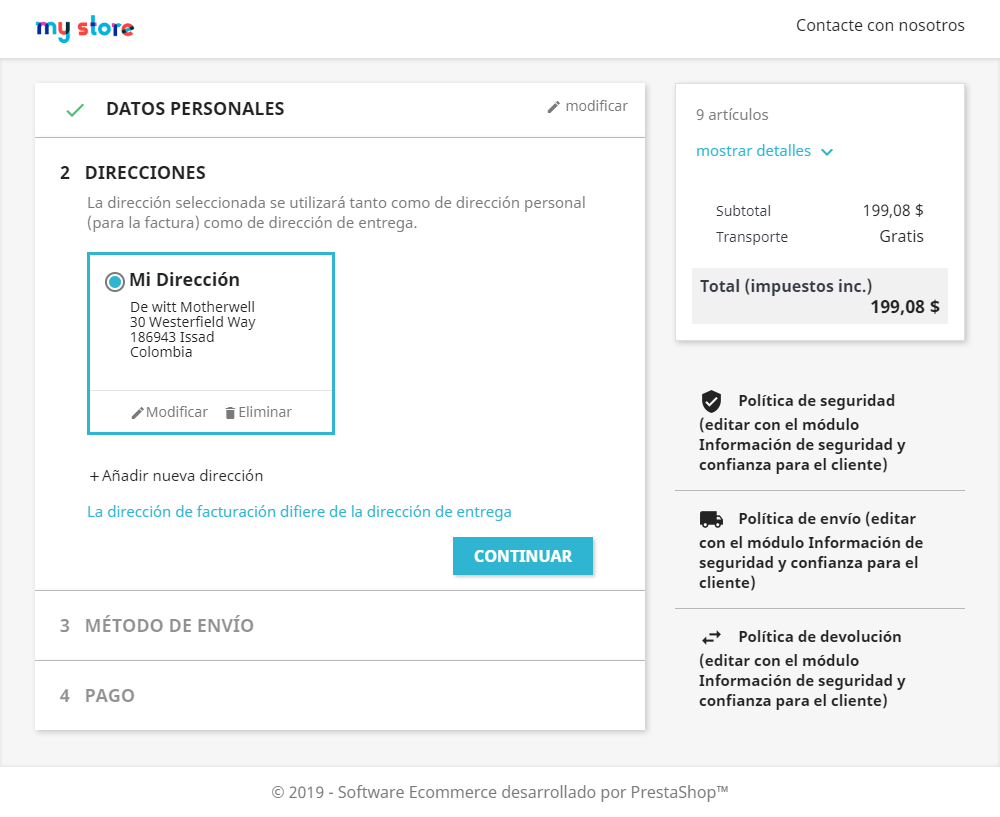 my store
Contacte con nosotros
DATOS PERSONALES
modificar
2 DIRECCIONES
La dirección seleccionada se utilizará tanto como de dirección personal
(para la factura) como de dirección de entrega.
Mi Dirección
De witt Motherwell
30 Westerfield Way
186943 Issad
Colombia
Modificar Eliminar
+ Añadir nueva dirección
La dirección de facturación difiere de la dirección de entrega
CONTINUAR
3 MÉTODO DE ENVÍO
4 PAGO
9 artículos
mostrar detalles
Subtotal 199,08 $
Transporte Gratis
Total (impuestos inc.)
199,08 $
Política de seguridad
(editar con el módulo
Información de seguridad y
confianza para el cliente)
Política de envío (editar
con el módulo Información de
seguridad y confianza para el
cliente)
Política de devolución
(editar con el módulo
Información de seguridad y
confianza para el cliente)
© 2019 - Software Ecommerce desarrollado por PrestaShop™